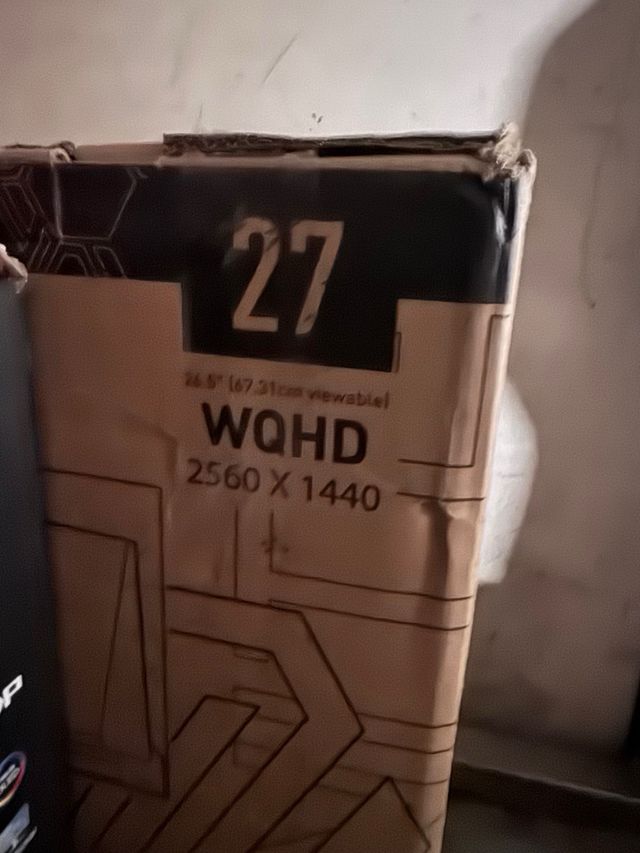 27
26.5" (67.31cm viewable)
WQHD
2560 X 1440